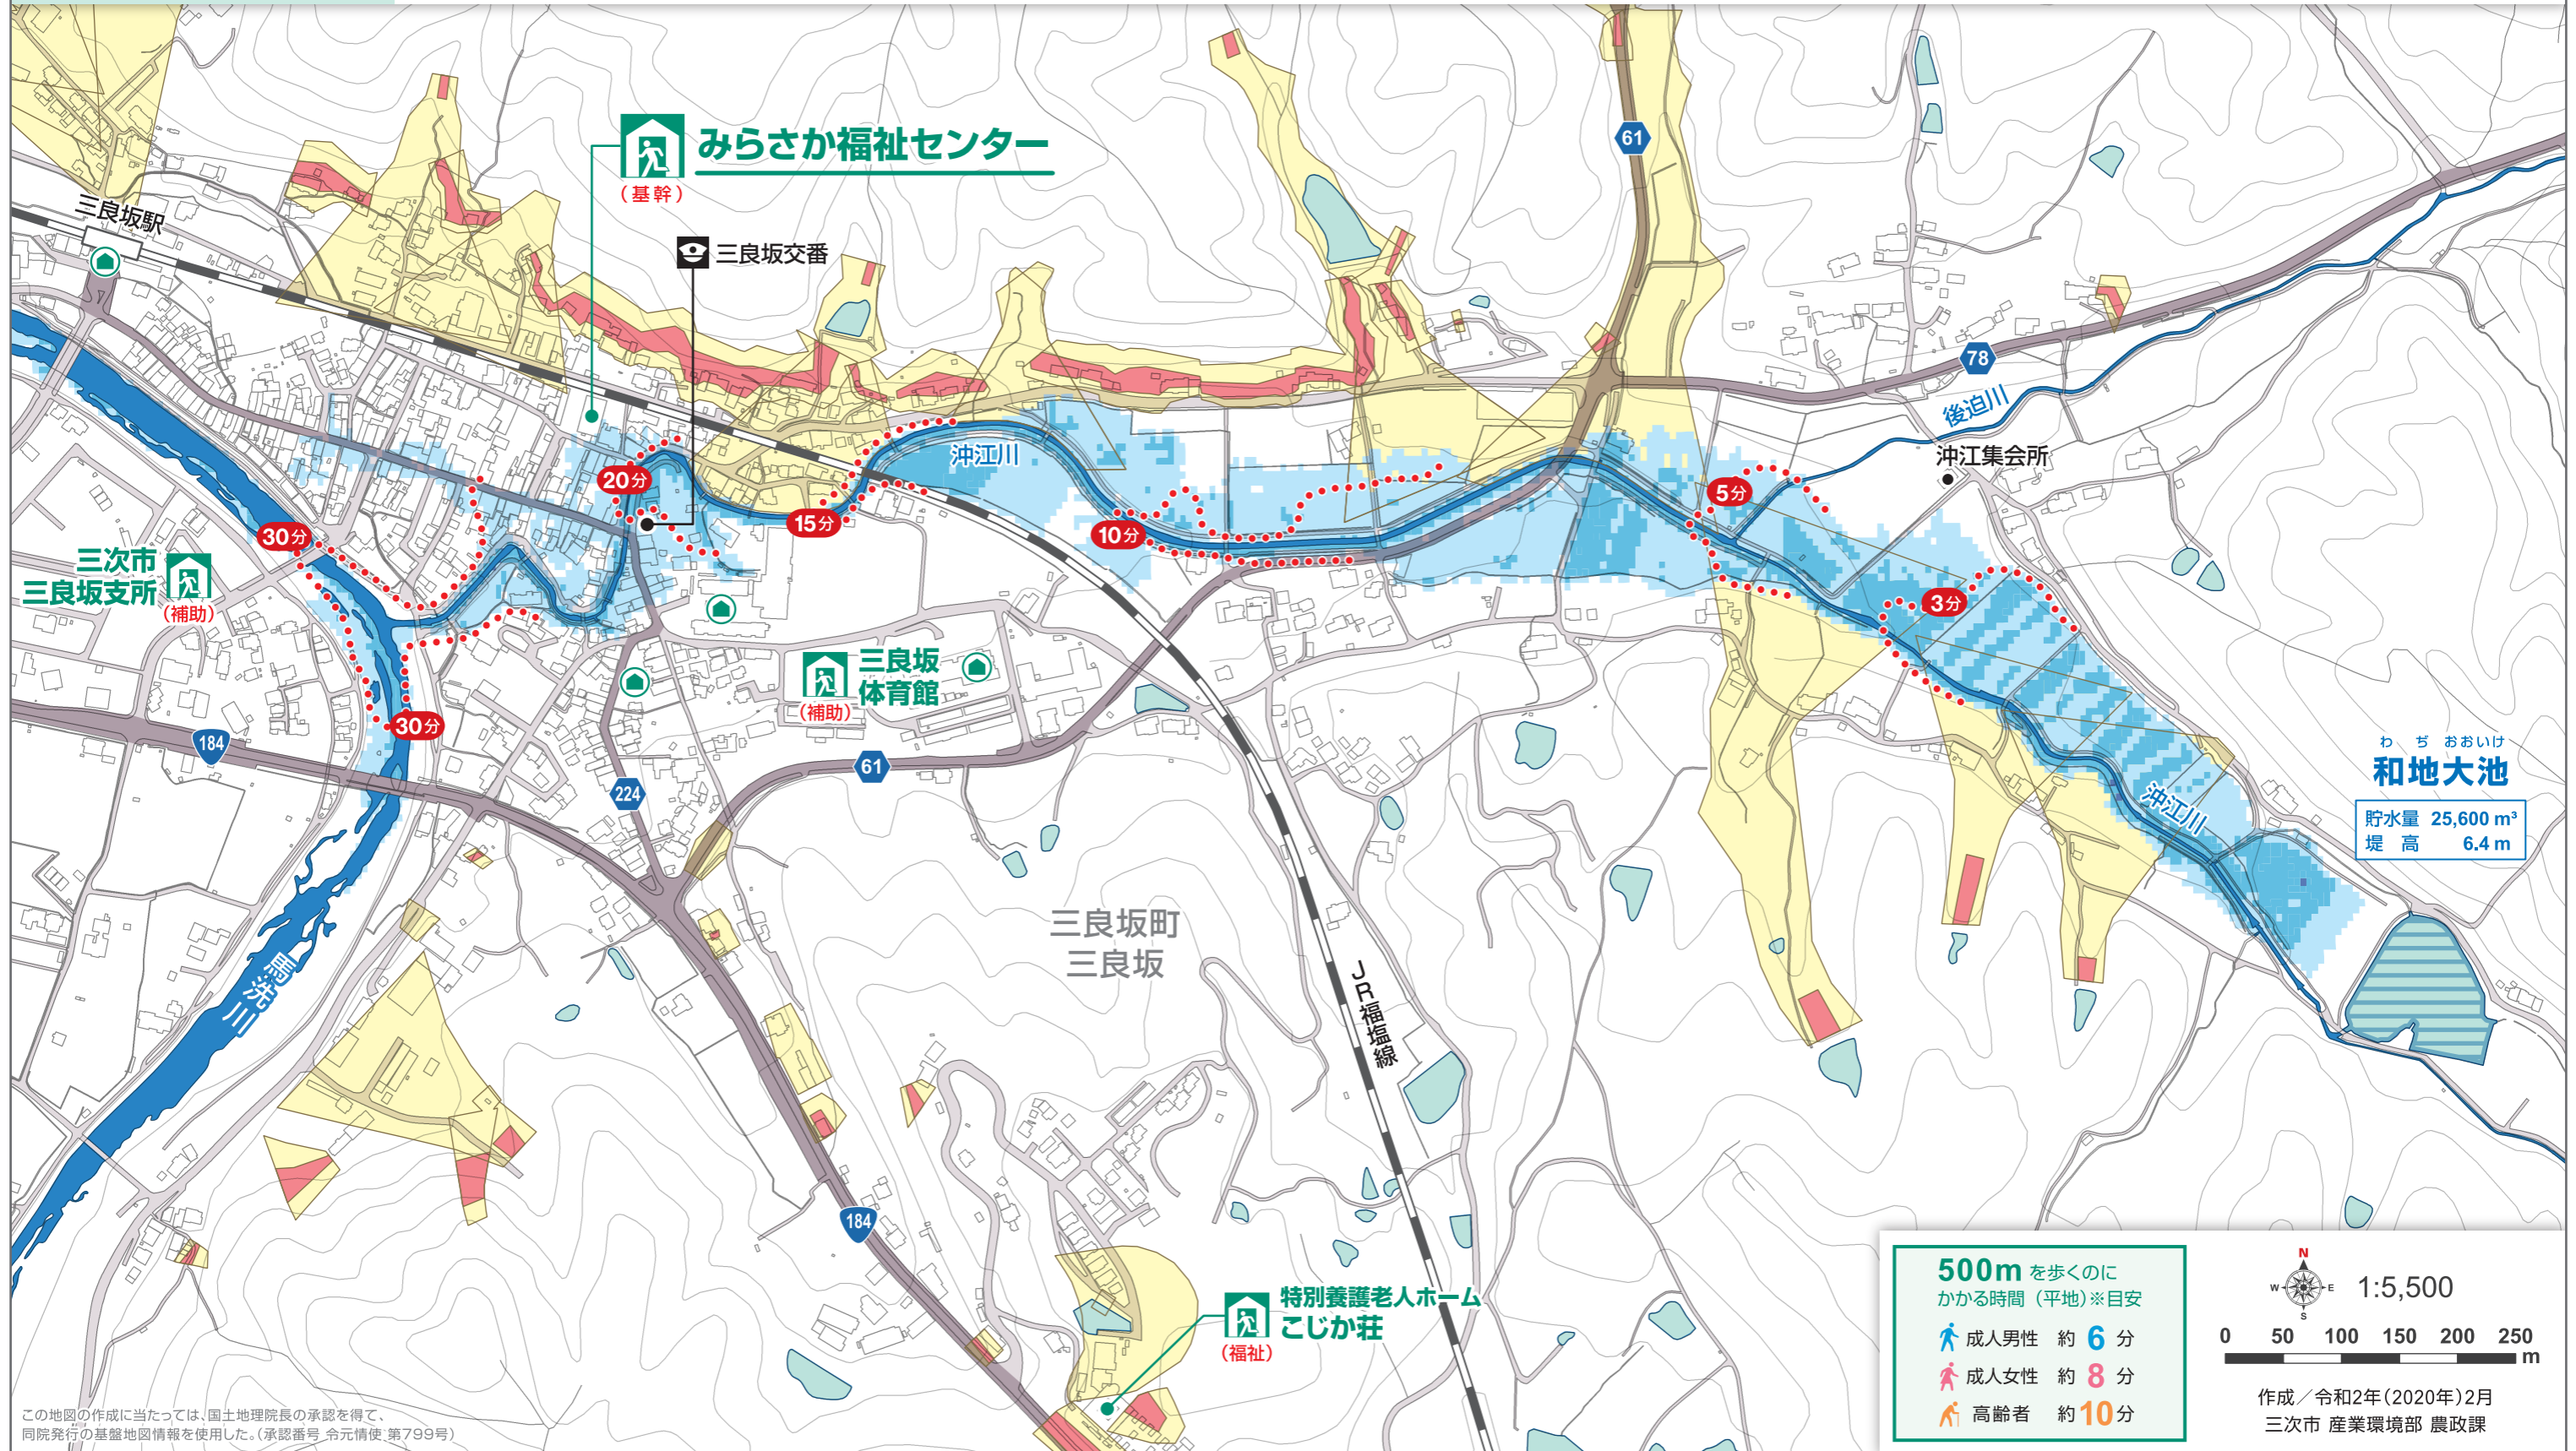 みらさか福祉センター
（基幹）
三良坂駅
三良坂交番
61
78
後迫川
沖江川
沖江集会所
20分
5分
15分
10分
30分
三次市
三良坂支所
（補助）
3分
三良坂
体育館
（補助）
30分
184
61
224
わぢおおいけ
和地大池
貯水量 25,600 m³
堤高 6.4 m
沖江川
三良坂町
三良坂
馬洗川
JR福塩線
184
特別養護老人ホーム
こじか荘
（福祉）
500m を歩くのに
かかる時間（平地）※目安
成人男性 約 6 分
成人女性 約 8 分
高齢者 約10分
N
W E
S
1:5,500
0 50 100 150 200 250
m
作成／令和2年（2020年）2月
三次市 産業環境部 農政課
この地図の作成に当たっては、国土地理院長の承認を得て、
同院発行の基盤地図情報を使用した。（承認番号 令元情使 第799号）